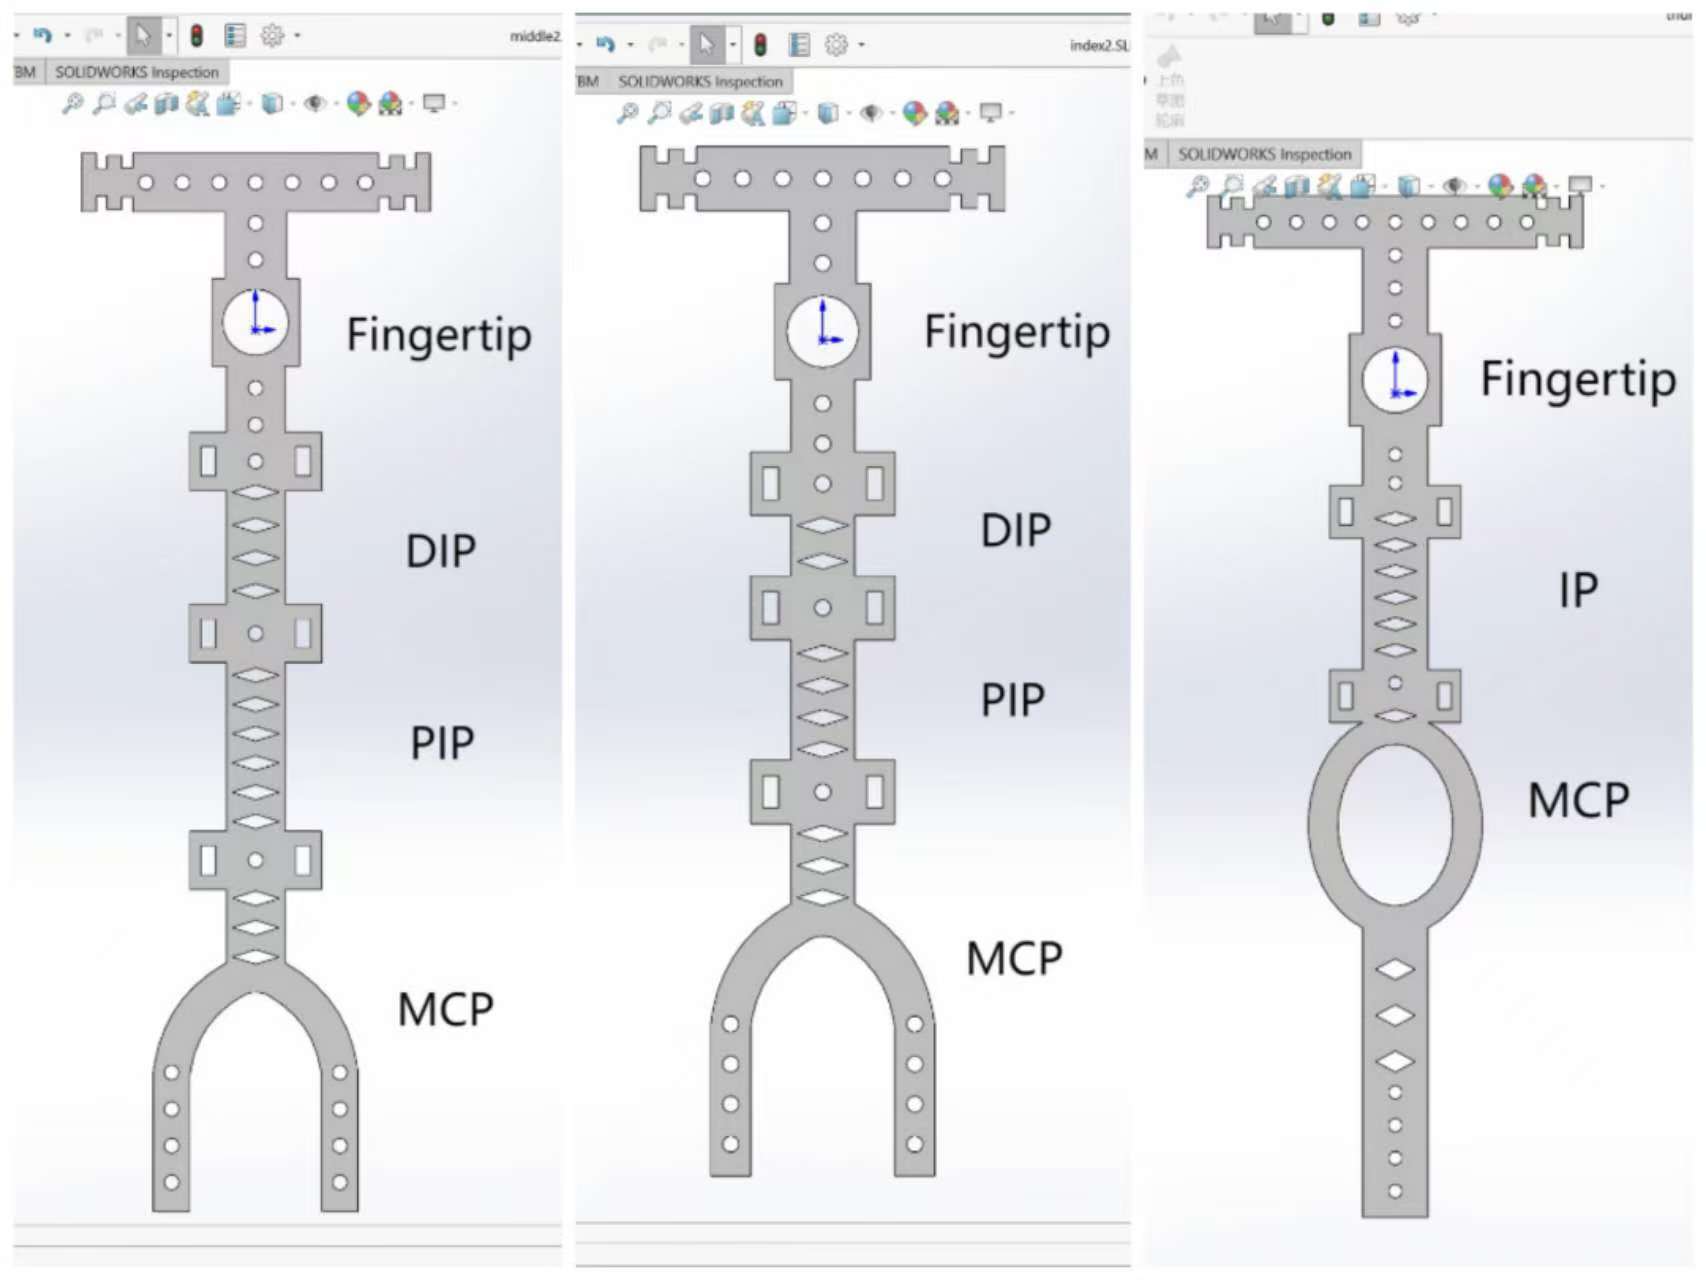 middle2.
BM SOLIDWORKS Inspection
Fingertip
DIP
PIP
MCP
index2.SL
BM SOLIDWORKS Inspection
Fingertip
DIP
PIP
MCP
上色
草图
轮廓
M SOLIDWORKS Inspection
Fingertip
IP
MCP